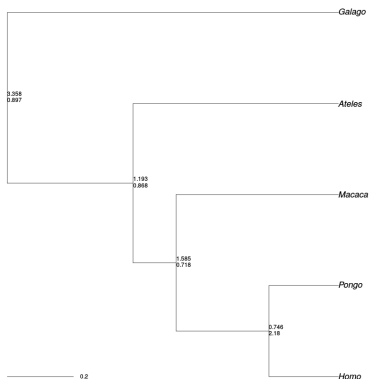 Galago
3.358
0.897
Ateles
1.193
0.868
Macaca
1.585
0.718
Pongo
0.746
2.18
Homo
0.2